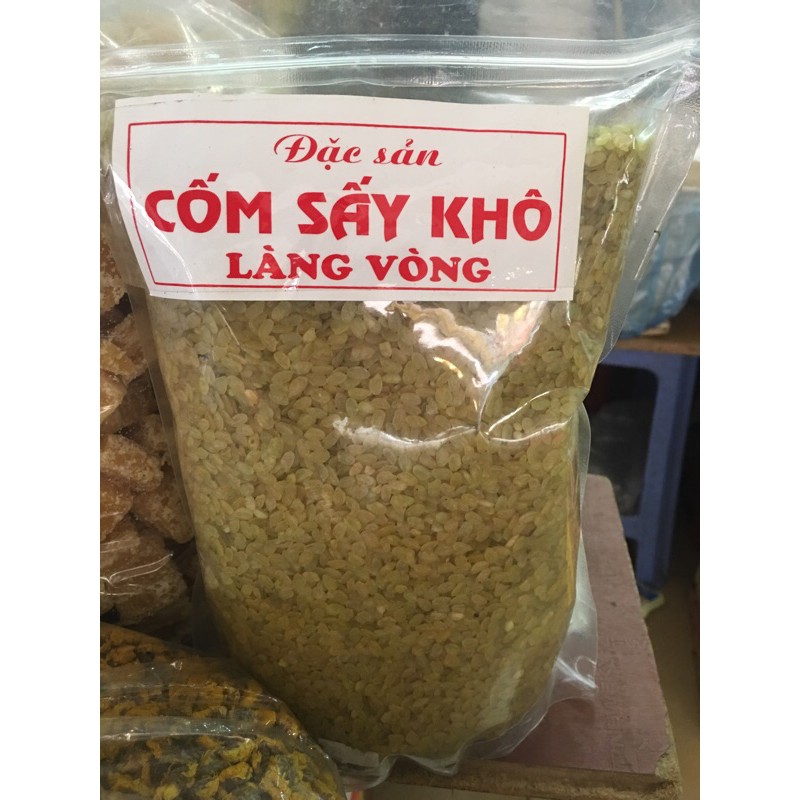 Đặc sản
CỐM SẤY KHÔ
LÀNG VÒNG